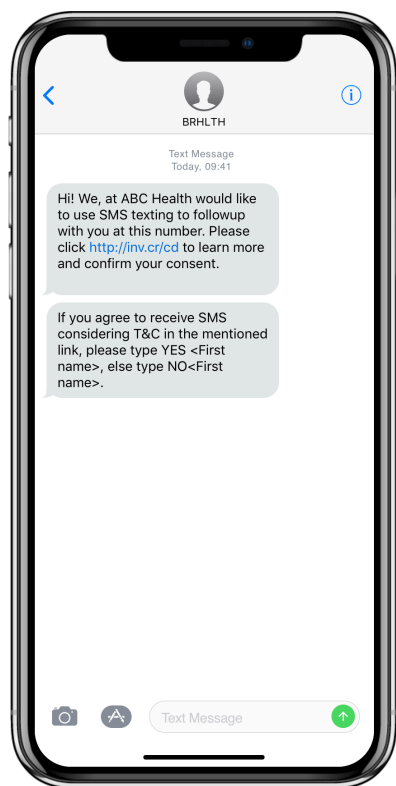 BRHLTH
Text Message
Today, 09:41
Hi! We, at ABC Health would like
to use SMS texting to followup
with you at this number. Please
click http://inv.cr/cd to learn more
and confirm your consent.
If you agree to receive SMS
considering T&C in the mentioned
link, please type YES <First
name>, else type NO<First
name>.
Text Message